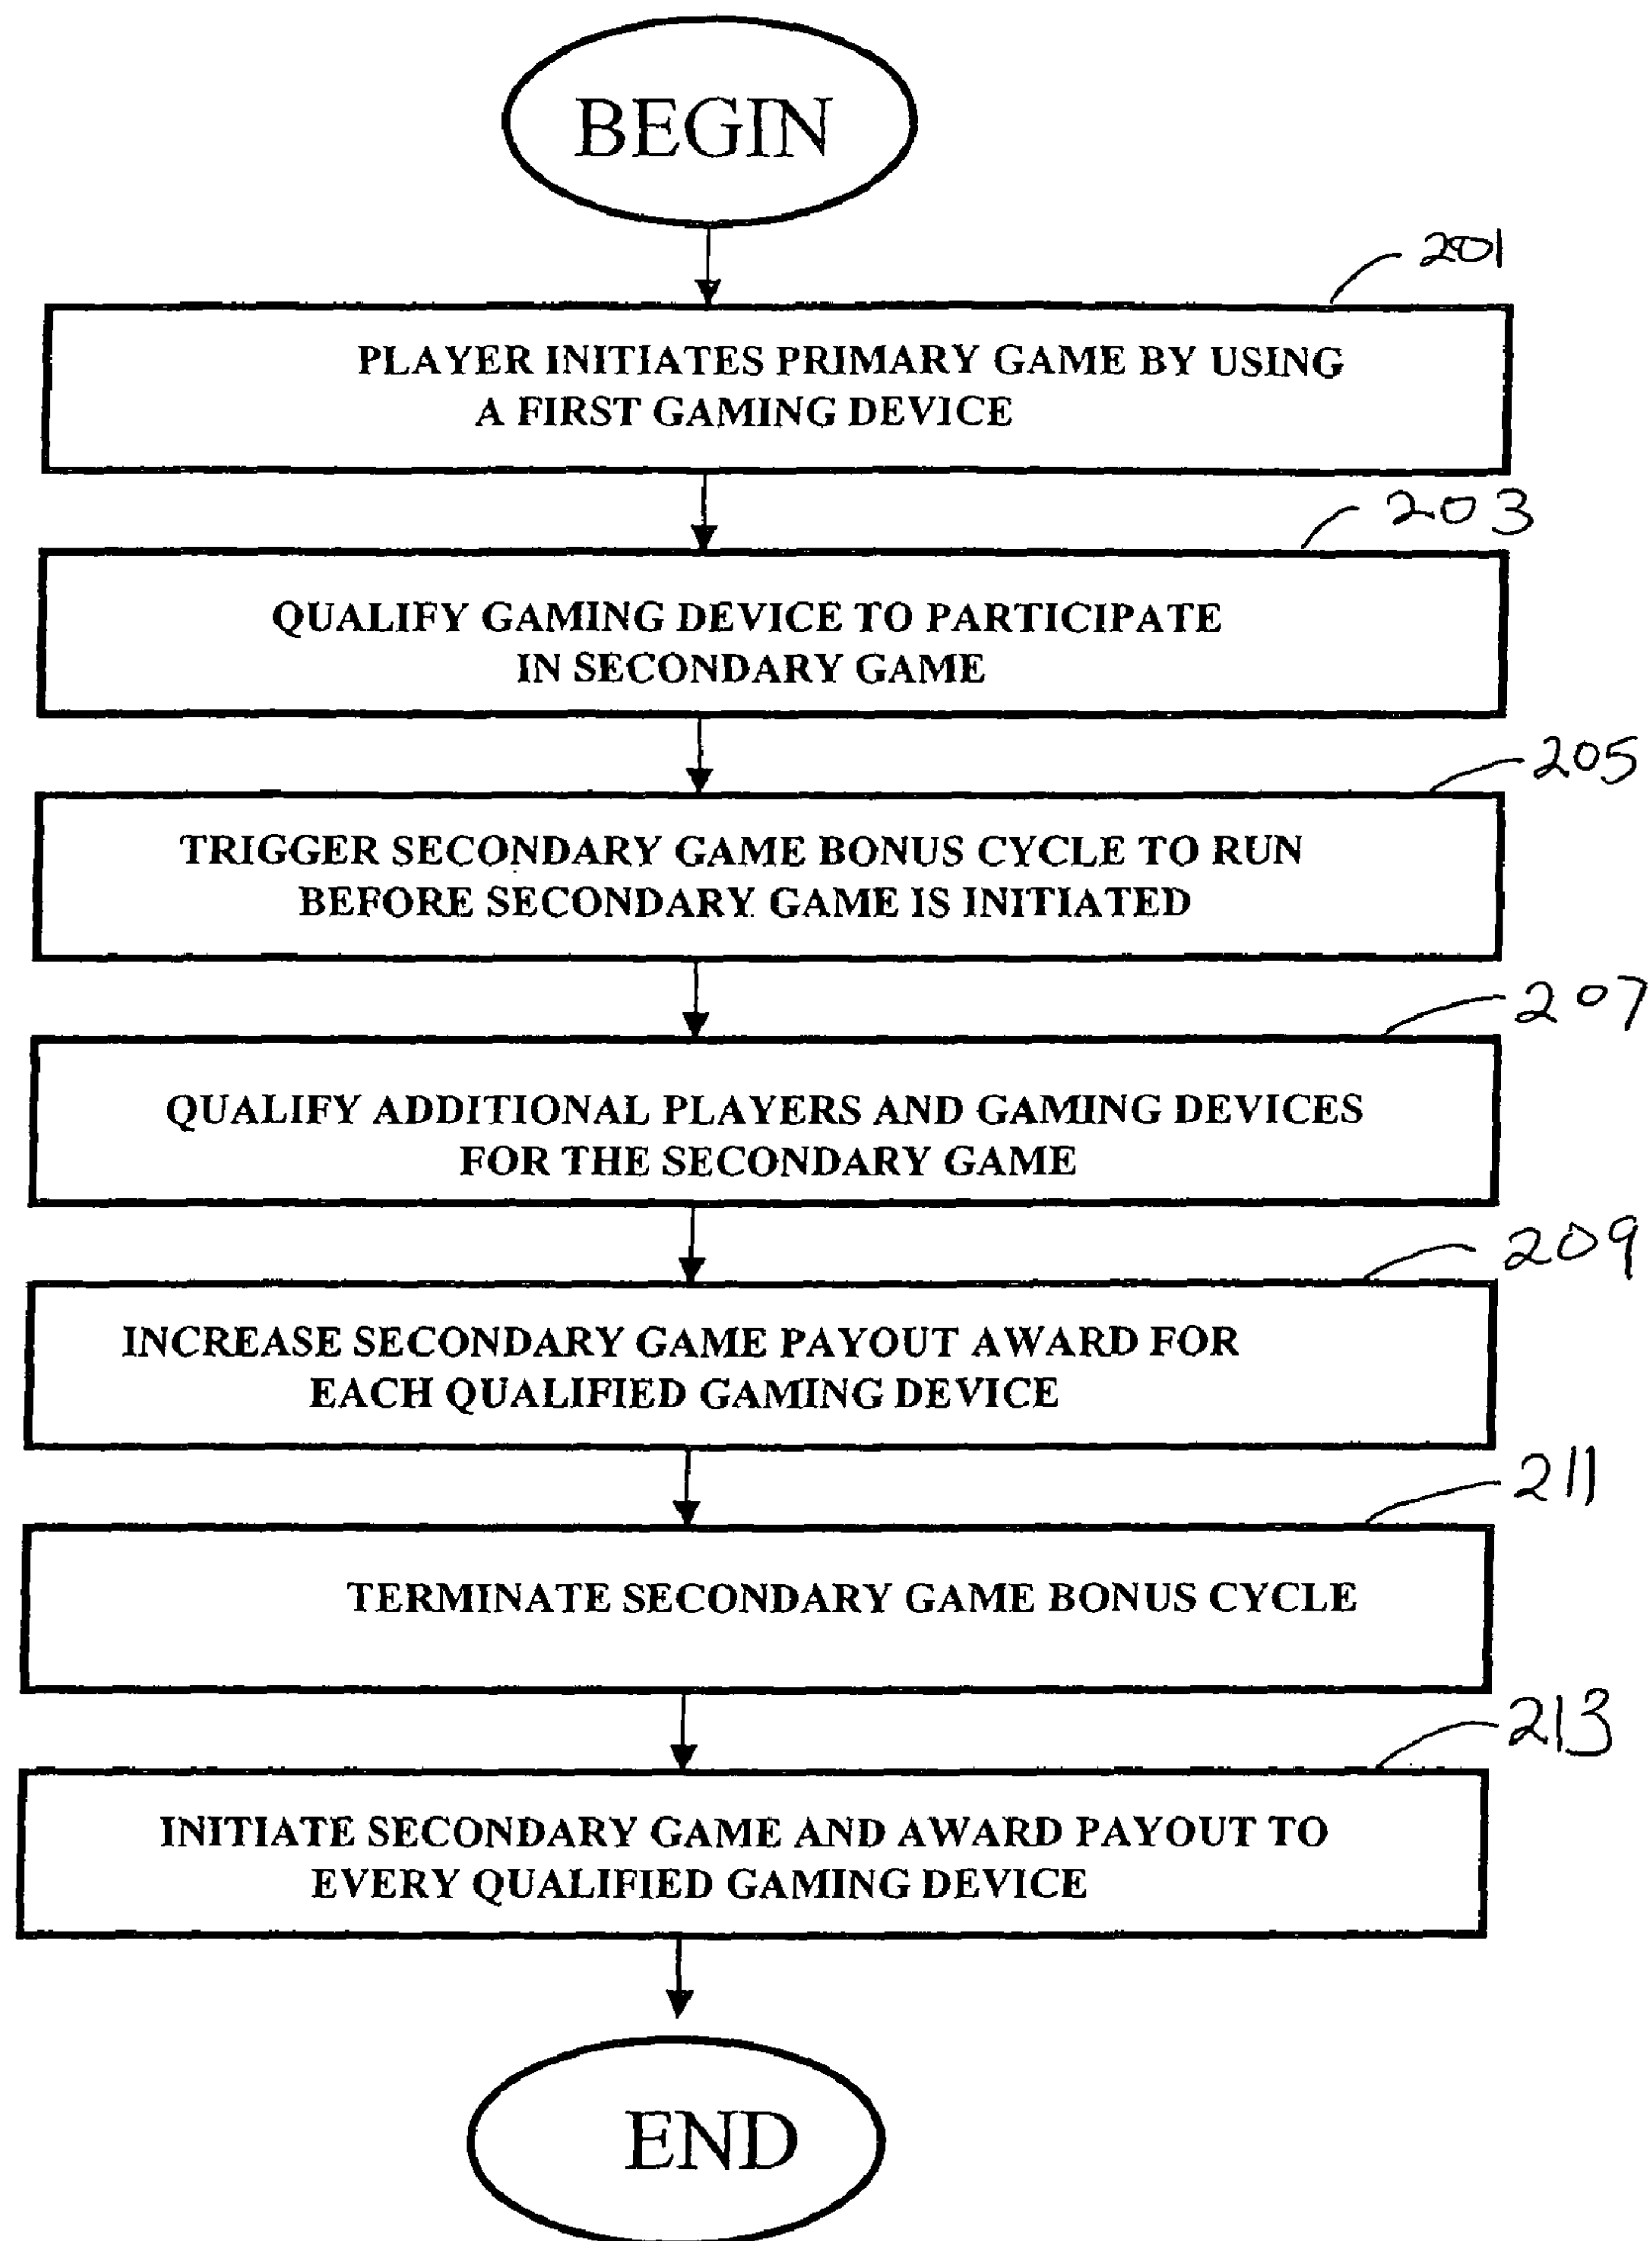 BEGIN
201
PLAYER INITIATES PRIMARY GAME BY USING
A FIRST GAMING DEVICE
203
QUALIFY GAMING DEVICE TO PARTICIPATE
IN SECONDARY GAME
205
TRIGGER SECONDARY GAME BONUS CYCLE TO RUN
BEFORE SECONDARY GAME IS INITIATED
207
QUALIFY ADDITIONAL PLAYERS AND GAMING DEVICES
FOR THE SECONDARY GAME
209
INCREASE SECONDARY GAME PAYOUT AWARD FOR
EACH QUALIFIED GAMING DEVICE
211
TERMINATE SECONDARY GAME BONUS CYCLE
213
INITIATE SECONDARY GAME AND AWARD PAYOUT TO
EVERY QUALIFIED GAMING DEVICE
END